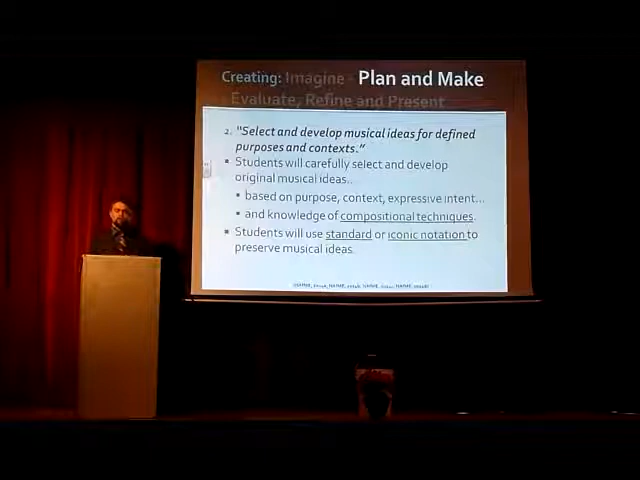 Creating: Imagine - Plan and Make
Evaluate, Refine and Present
2. "Select and develop musical ideas for defined
purposes and contexts."
▪ Students will carefully select and develop
original musical ideas..
▪ based on purpose, context, expressive intent...
▪ and knowledge of compositional techniques.
▪ Students will use standard or iconic notation to
preserve musical ideas.